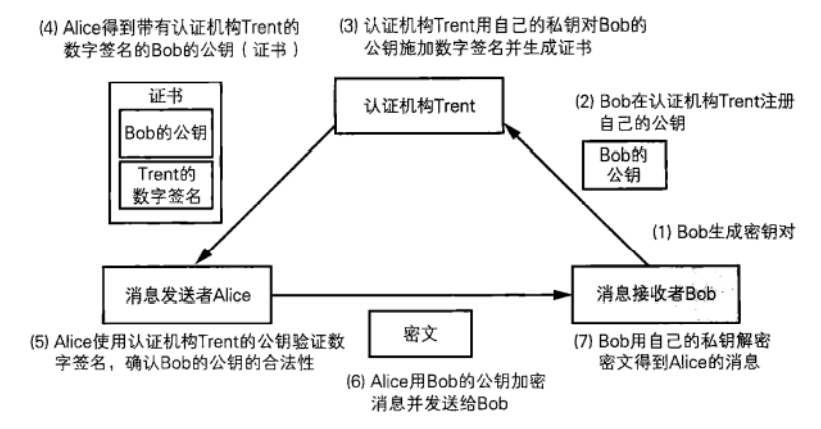 (4) Alice得到带有认证机构Trent的
数字签名的Bob的公钥（证书）
(3) 认证机构Trent用自己的私钥对Bob的
公钥施加数字签名并生成证书
证书
Bob的公钥
Trent的
数字签名
认证机构Trent
(2) Bob在认证机构Trent注册
自己的公钥
Bob的
公钥
(1) Bob生成密钥对
消息发送者Alice
消息接收者Bob
(5) Alice使用认证机构Trent的公钥验证数
字签名，确认Bob的公钥的合法性
密文
(6) Alice用Bob的公钥加密
消息并发送给Bob
(7) Bob用自己的私钥解密
密文得到Alice的消息